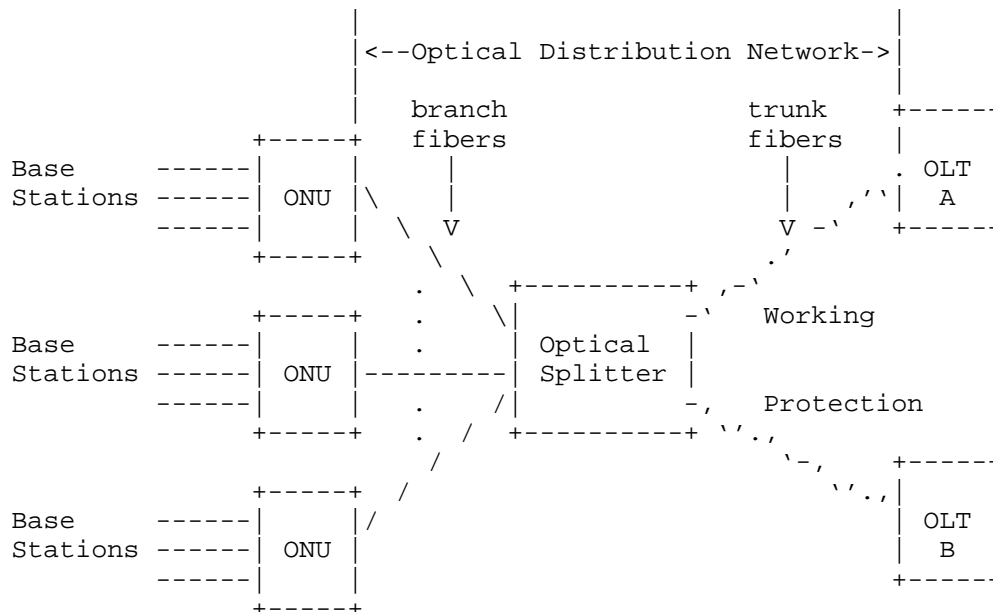 <--Optical Distribution Network->
branch trunk
fibers fibers
Base
Stations ONU OLT
A
V V
Working
Base Optical
Stations ONU Splitter
Protection
Base OLT
Stations ONU B